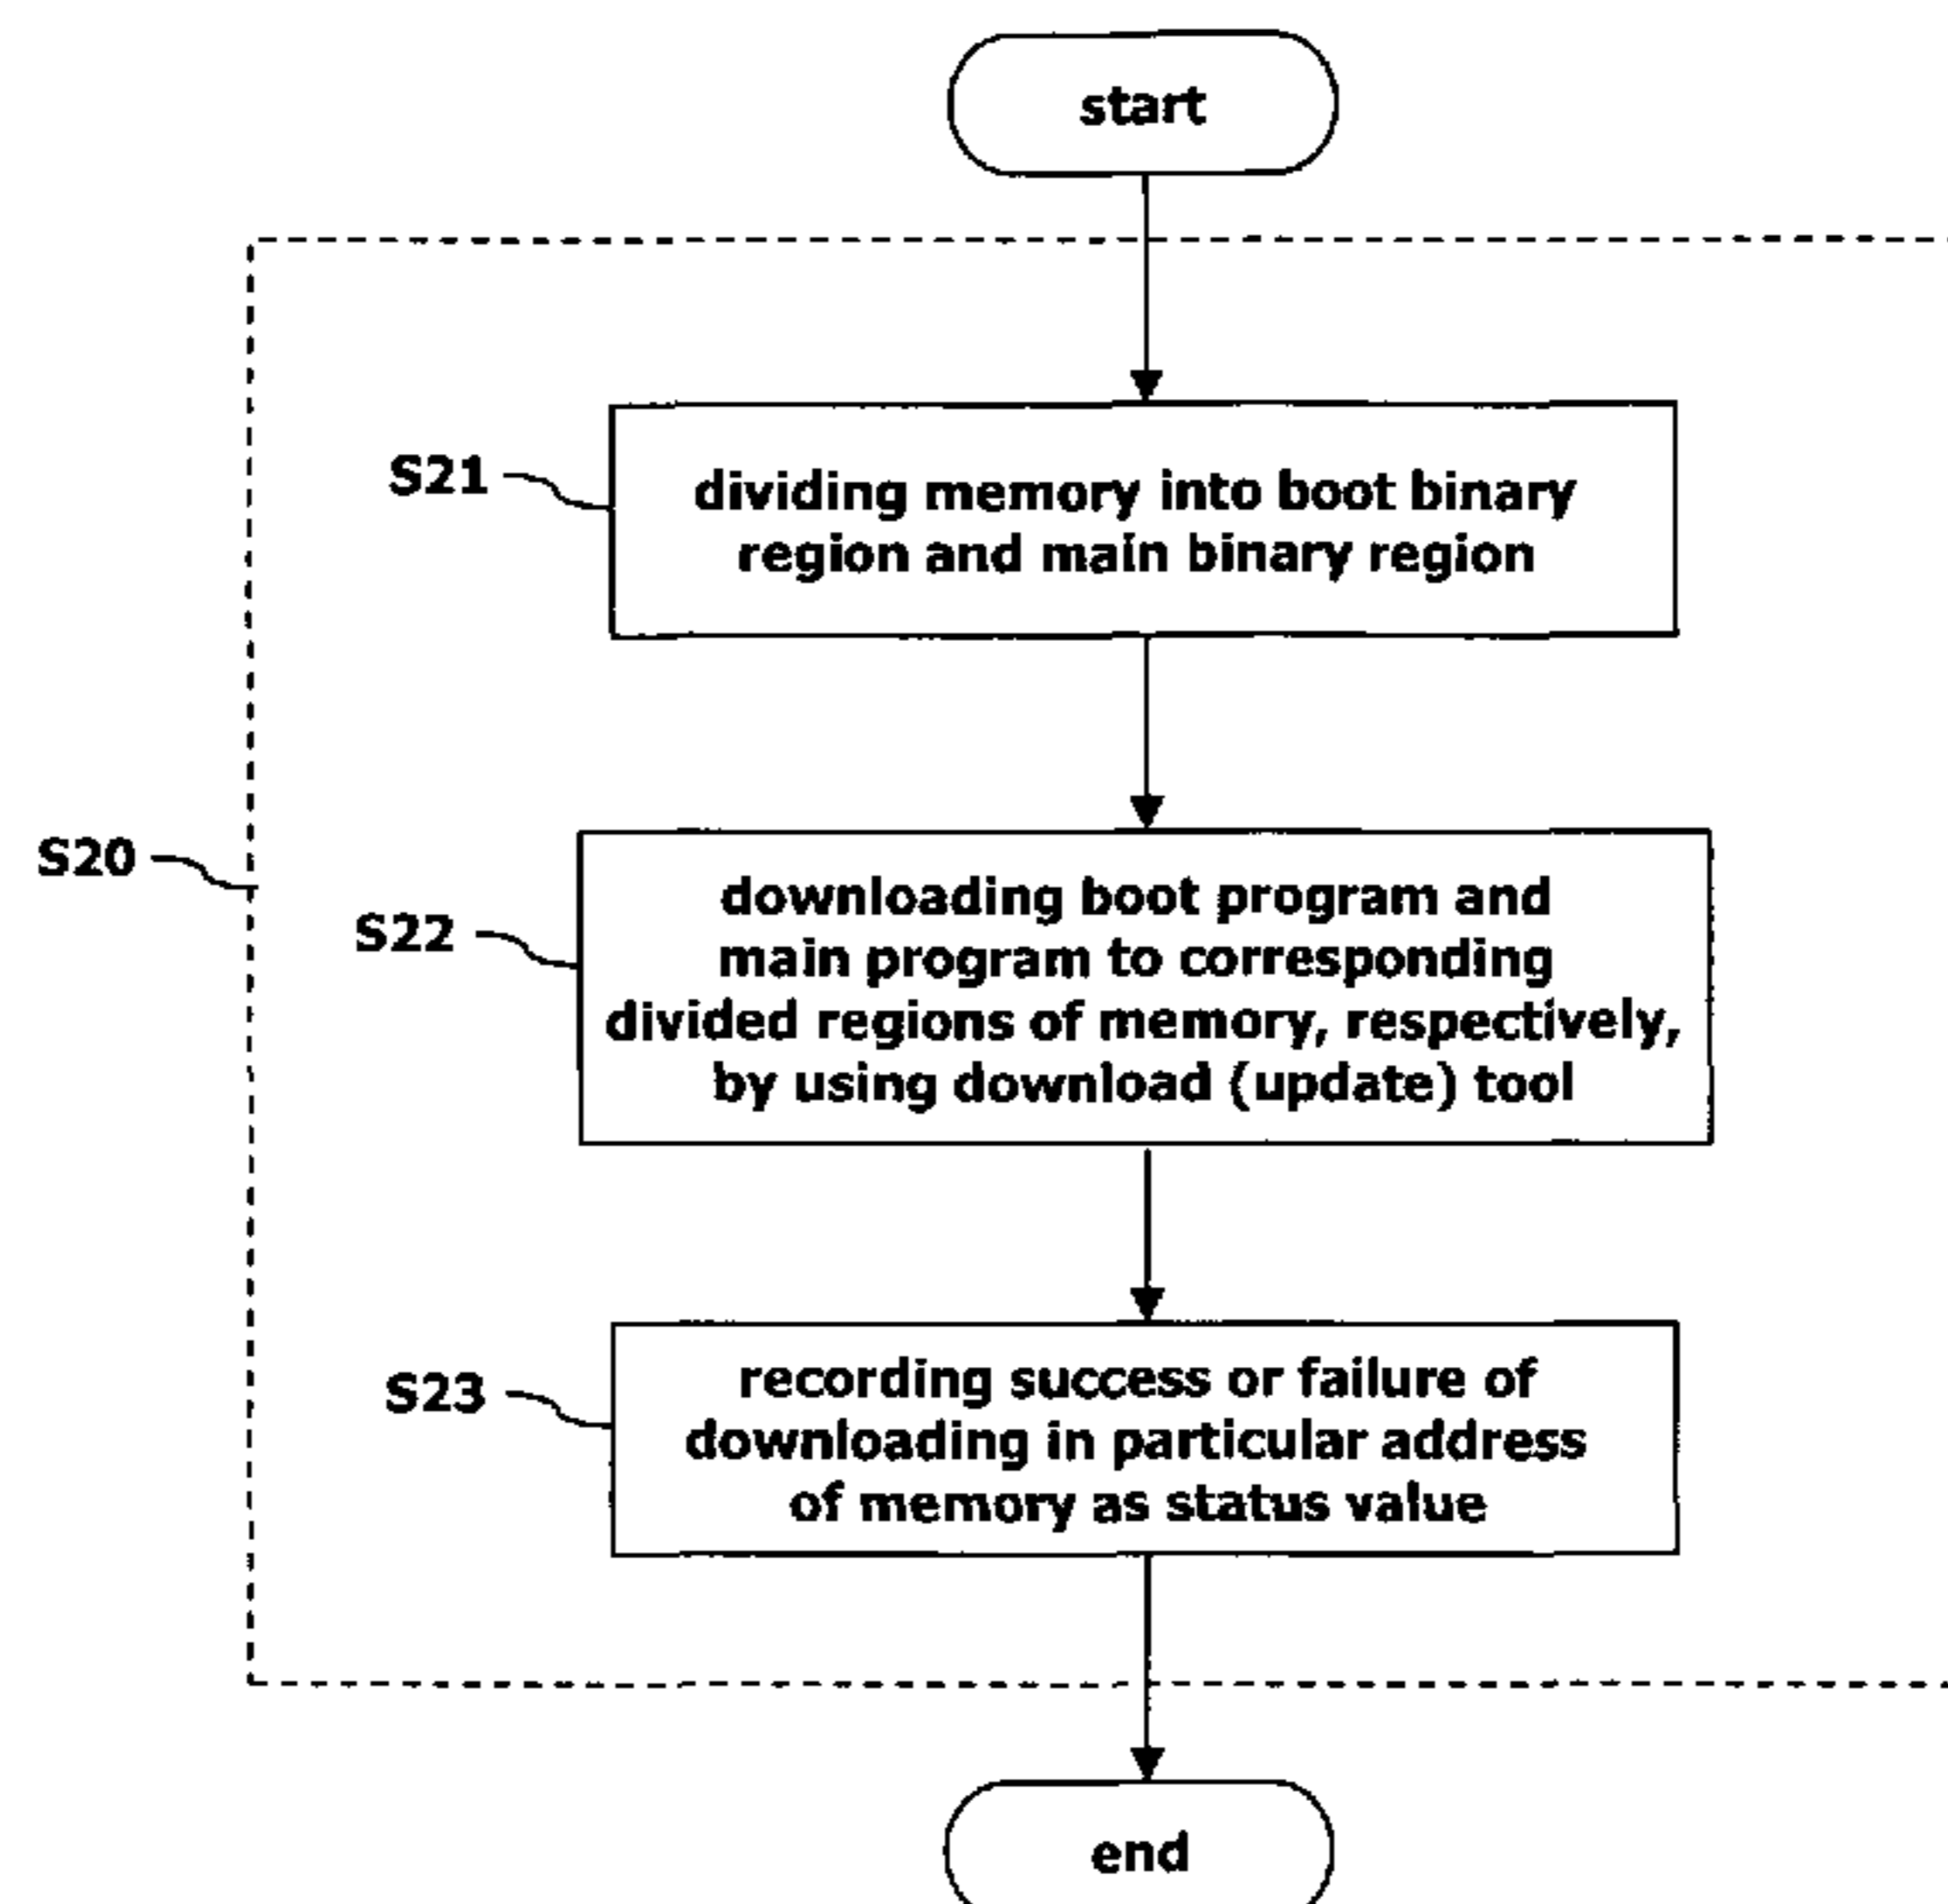 start
S21
dividing memory into boot binary
region and main binary region
S20
S22
downloading boot program and
main program to corresponding
divided regions of memory, respectively,
by using download (update) tool
S23
recording success or failure of
downloading in particular address
of memory as status value
end